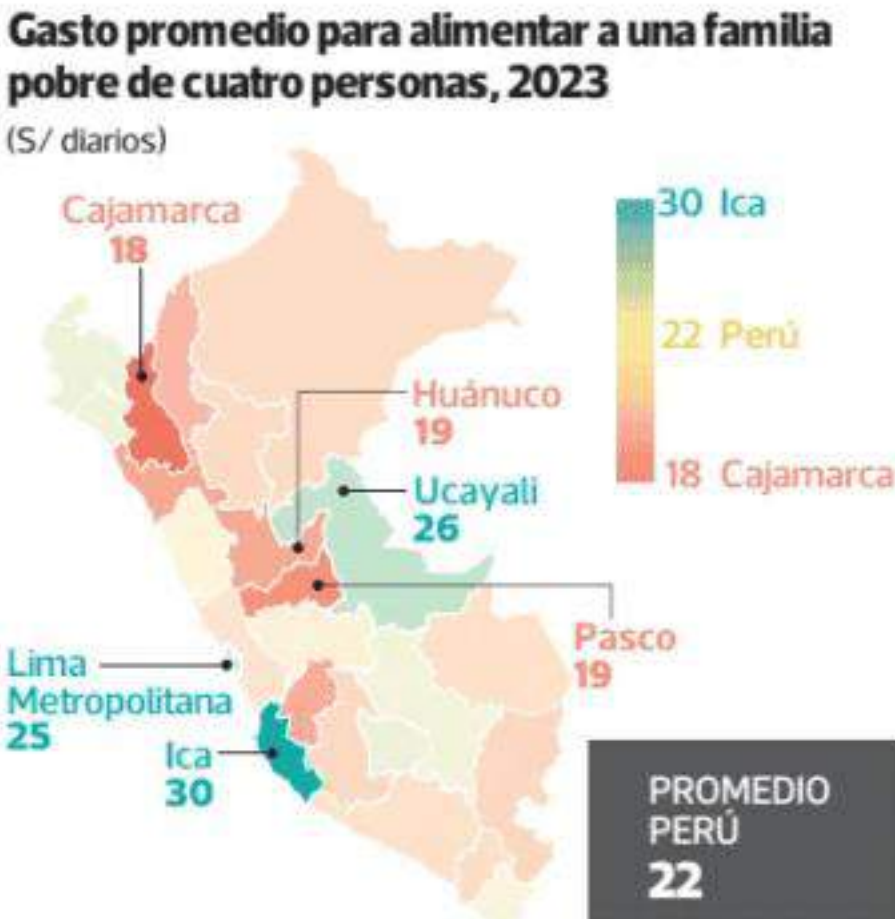 Gasto promedio para alimentar a una familia
pobre de cuatro personas, 2023
(S/ diarios)
Cajamarca
18
30 Ica
22 Perú
18 Cajamarca
Huánuco
19
Ucayali
26
Pasco
19
Lima
Metropolitana
25
Ica
30
PROMEDIO
PERÚ
22